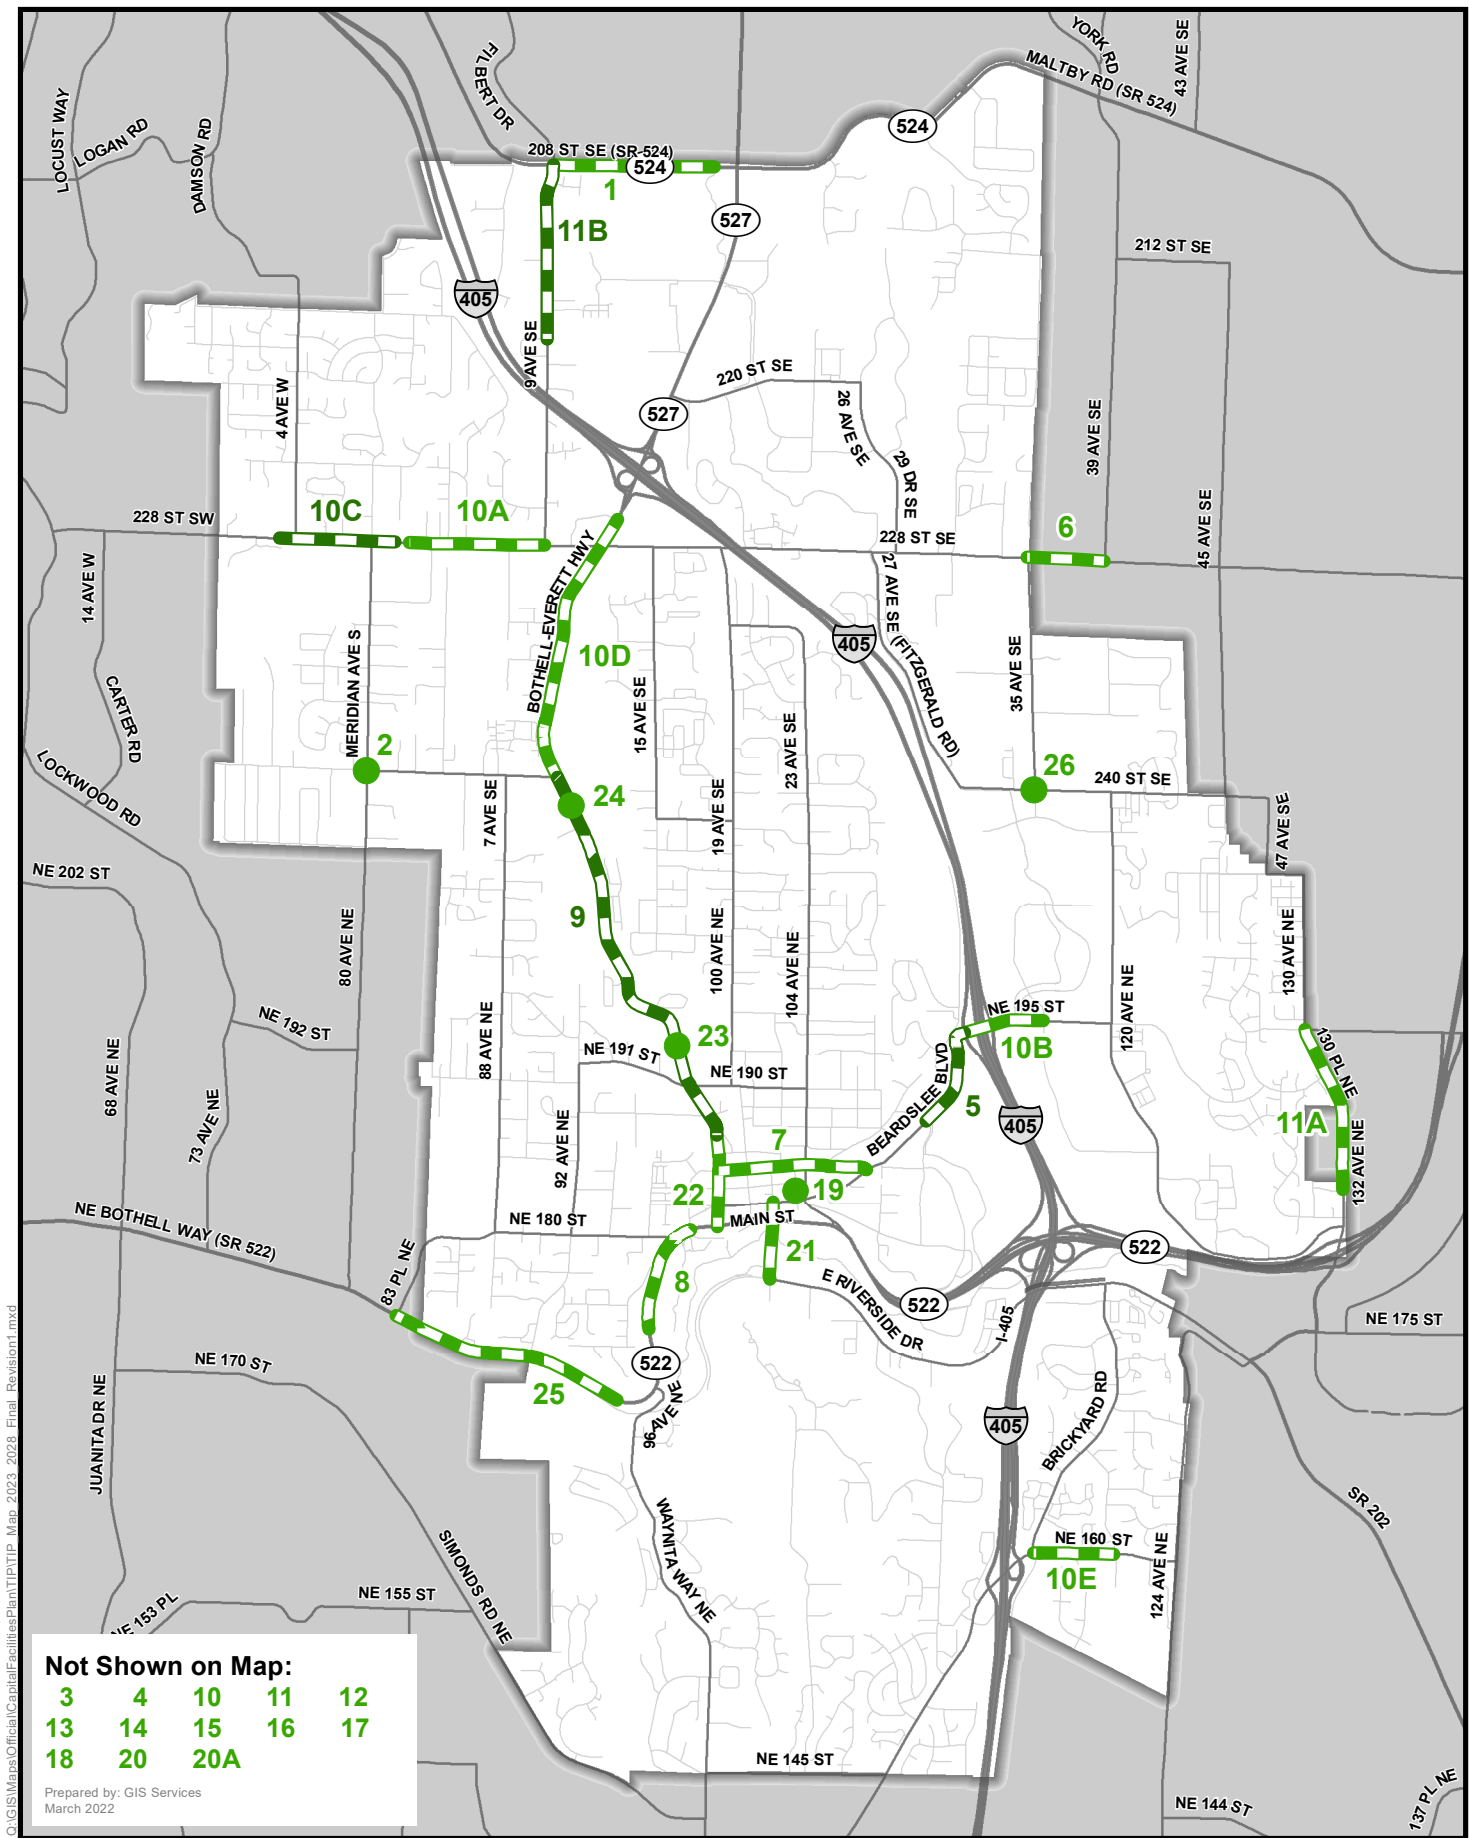 YORK RD
43 AVE SE
FILBERT DR
MALTBY RD (SR 524)
LOCUST WAY
LOGAN RD
DAMSON RD
524
208 ST SE (SR 524)
524
1
527
11B
212 ST SE
405
9 AVE SE
220 ST SE
4 AVE W
527
26 AVE SE
39 AVE SE
29 DR SE
45 AVE SE
228 ST SW
10C
10A
6
228 ST SE
BOTHELL-EVERETT HWY
14 AVE W
27 AVE SE (FITZGERALD RD)
405
10D
MERIDIAN AVE S
35 AVE SE
CARTER RD
15 AVE SE
23 AVE SE
2
26
240 ST SE
LOCKWOOD RD
24
7 AVE SE
19 AVE SE
47 AVE SE
NE 202 ST
9
80 AVE NE
100 AVE NE
104 AVE NE
130 AVE NE
120 AVE NE
NE 195 ST
NE 192 ST
88 AVE NE
23
10B
130 PL NE
68 AVE NE
NE 191 ST
NE 190 ST
BEARDSLEE BLVD
5
73 AVE NE
92 AVE NE
405
11A
7
132 AVE NE
22
19
NE BOTHELL WAY (SR 522)
NE 180 ST
MAIN ST
21
522
83 PL NE
8
E RIVERSIDE DR
522
I-405
NE 175 ST
NE 170 ST
522
25
96 AVE NE
BRICKYARD RD
405
JUANITA DR NE
SR 202
WAYNITA WAY NE
SIMONDS RD NE
NE 160 ST
10E
124 AVE NE
NE 155 ST
NE 153 PL
NE 145 ST
NE 144 ST
137 PL NE
Not Shown on Map:
3 4 10 11 12
13 14 15 16 17
18 20 20A
Prepared by: GIS Services
March 2022
Q:\GIS\Maps\Official\CapitalFacilitiesPlan\TIP\TIP_Map_2023_2028_Final_Revision1.mxd